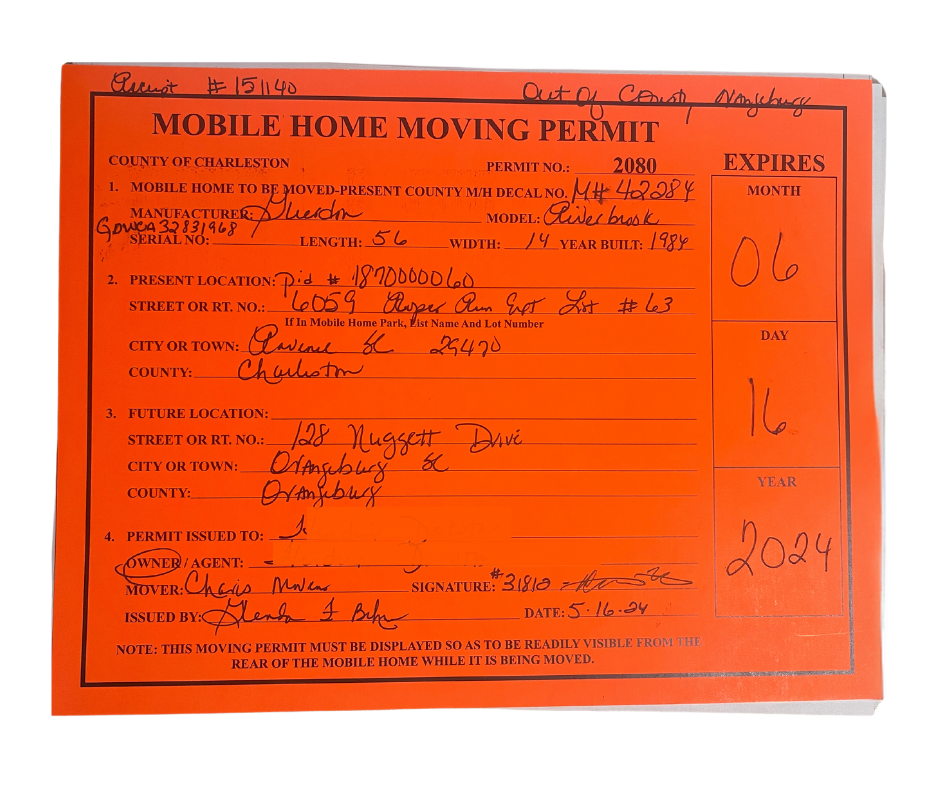 Receipt # 151140 Out Of County Orangeburg
MOBILE HOME MOVING PERMIT
COUNTY OF CHARLESTON PERMIT NO.: 2080 EXPIRES
1. MOBILE HOME TO BE MOVED-PRESENT COUNTY M/H DECAL NO. M# 42284 MONTH
MANUFACTURER: MODEL: Riverbrook
SERIAL NO: LENGTH: 56 WIDTH: 14 YEAR BUILT: 1984
06
2. PRESENT LOCATION: Pid # 1870000060
STREET OR RT. NO.: 6059 Roper Run Lot # 63
If In Mobile Home Park, List Name And Lot Number
DAY
CITY OR TOWN: Ravenel SC 29470
COUNTY: Charleston
16
3. FUTURE LOCATION:
STREET OR RT. NO.: 128 Nuggett Drive
CITY OR TOWN: Orangeburg SC
YEAR
COUNTY: Orangeburg
4. PERMIT ISSUED TO:
2024
OWNER / AGENT:
MOVER: Charis Movers SIGNATURE: #31810
ISSUED BY: Glenda F DATE: 5-16-24
NOTE: THIS MOVING PERMIT MUST BE DISPLAYED SO AS TO BE READILY VISIBLE FROM THE
REAR OF THE MOBILE HOME WHILE IT IS BEING MOVED.